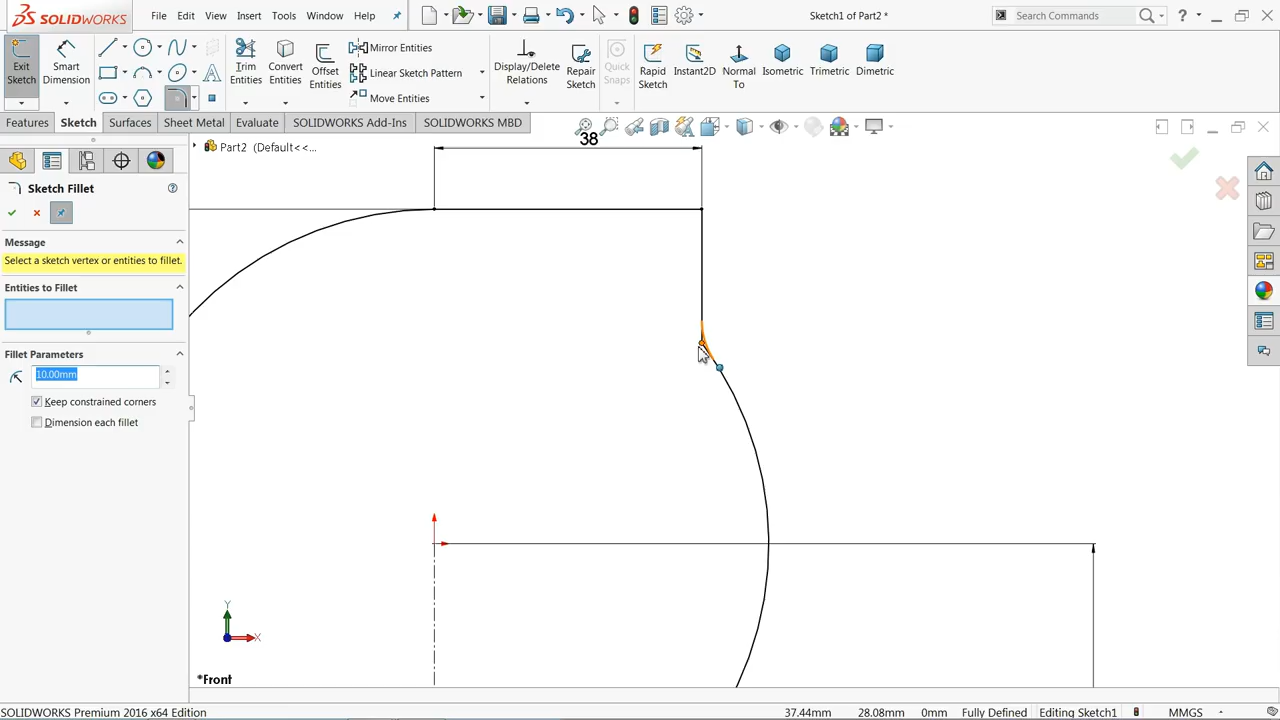 SOLIDWORKS
File Edit View Insert Tools Window Help
Sketch1 of Part2 *
Search Commands
?
Exit Sketch
Smart Dimension
Trim Entities
Convert Entities
Offset Entities
Mirror Entities
Linear Sketch Pattern
Move Entities
Display/Delete Relations
Repair Sketch
Quick Snaps
Rapid Sketch
Instant2D
Normal To
Isometric
Trimetric
Dimetric
Features Sketch Surfaces Sheet Metal Evaluate SOLIDWORKS Add-Ins SOLIDWORKS MBD
Part2 (Default<<...
38
Sketch Fillet
Message
Select a sketch vertex or entities to fillet.
Entities to Fillet
Fillet Parameters
10.00mm
Keep constrained corners
Dimension each fillet
Y
X
*Front
SOLIDWORKS Premium 2016 x64 Edition
37.44mm 28.08mm 0mm Fully Defined Editing Sketch1 MMGS